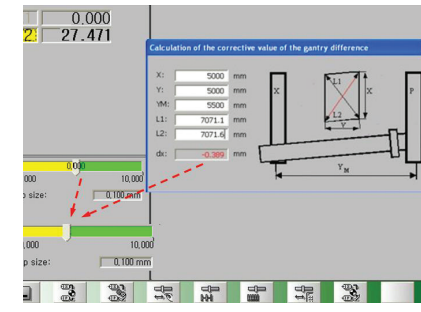 0.000
2: 27.471
Calculation of the corrective value of the gantry difference
X: 5000 mm
Y: 5000 mm
YM: 5500 mm
L1: 7071.1 mm
L2: 7071.6 mm
dx: -0.389 mm
L1
X
X
P
L2
Y
YM
0,000
000 10,000
p size: 0,100 mm
,000 10,000
p size: 0,100 mm